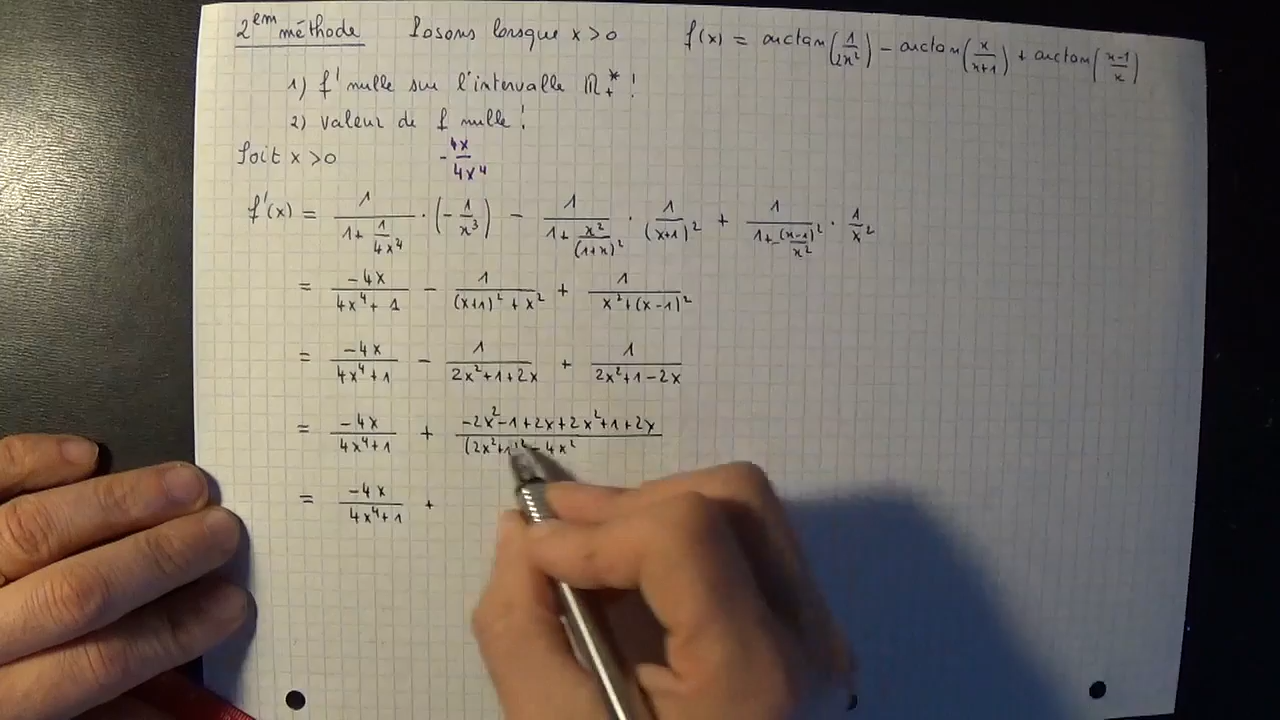 2em méthode Posons lorsque x > 0 f(x) = arctan(1/2x²) − arctan(x/x+1) + arctan(x−1/x)
1) f' nulle sur l'intervalle ℝ₊* !
2) valeur de f nulle !
Soit x > 0 -4x/4x⁴
f'(x) = 1/(1+1/4x⁴) · (−1/x³) − 1/(1+x²/(1+x)²) · 1/(x+1)² + 1/(1+(x−1)²/x²) · 1/x²
= −4x/(4x⁴+1) − 1/((x+1)²+x²) + 1/(x²+(x−1)²)
= −4x/(4x⁴+1) − 1/(2x²+1+2x) + 1/(2x²+1−2x)
= −4x/(4x⁴+1) + (−2x²−1+2x+2x²+1+2x)/((2x²+1)²−4x²)
= −4x/(4x⁴+1) +